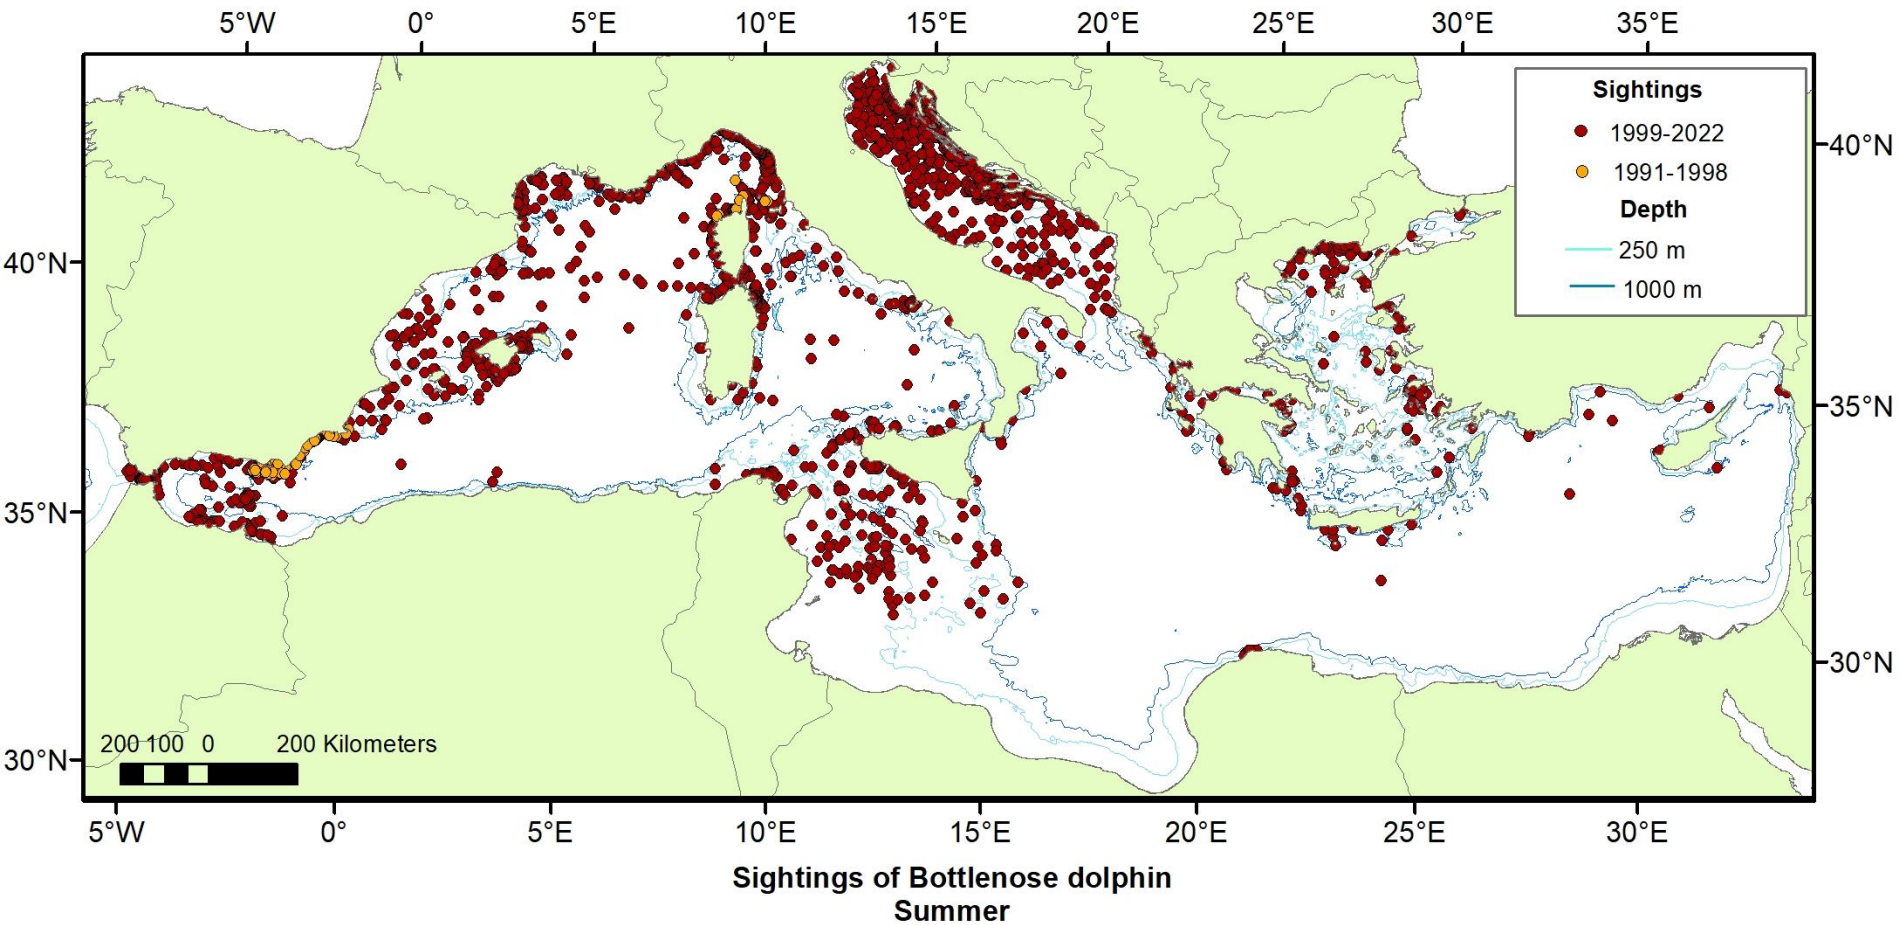 5°W 0° 5°E 10°E 15°E 20°E 25°E 30°E 35°E
Sightings
1999-2022
1991-1998
Depth
250 m
1000 m
40°N
40°N
35°N
35°N
30°N
30°N
200 100 0 200 Kilometers
5°W 0° 5°E 10°E 15°E 20°E 25°E 30°E
Sightings of Bottlenose dolphin
Summer